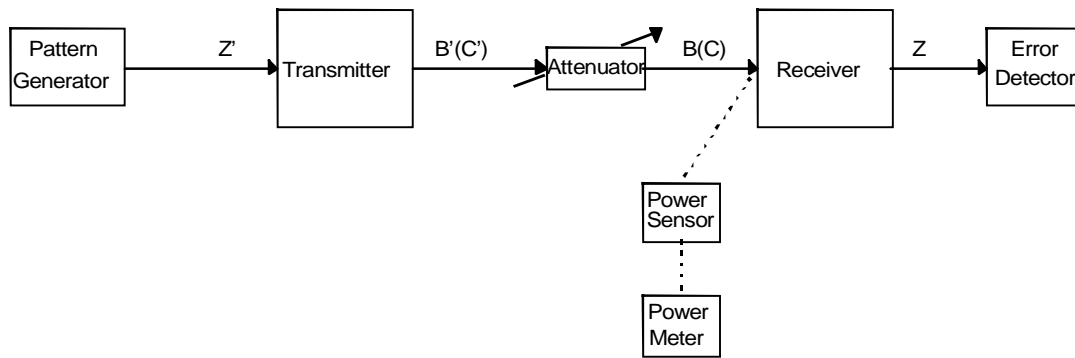 Pattern
Generator
Z'
Transmitter
B'(C')
Attenuator
B(C)
Receiver
Z
Error
Detector
Power
Sensor
Power
Meter